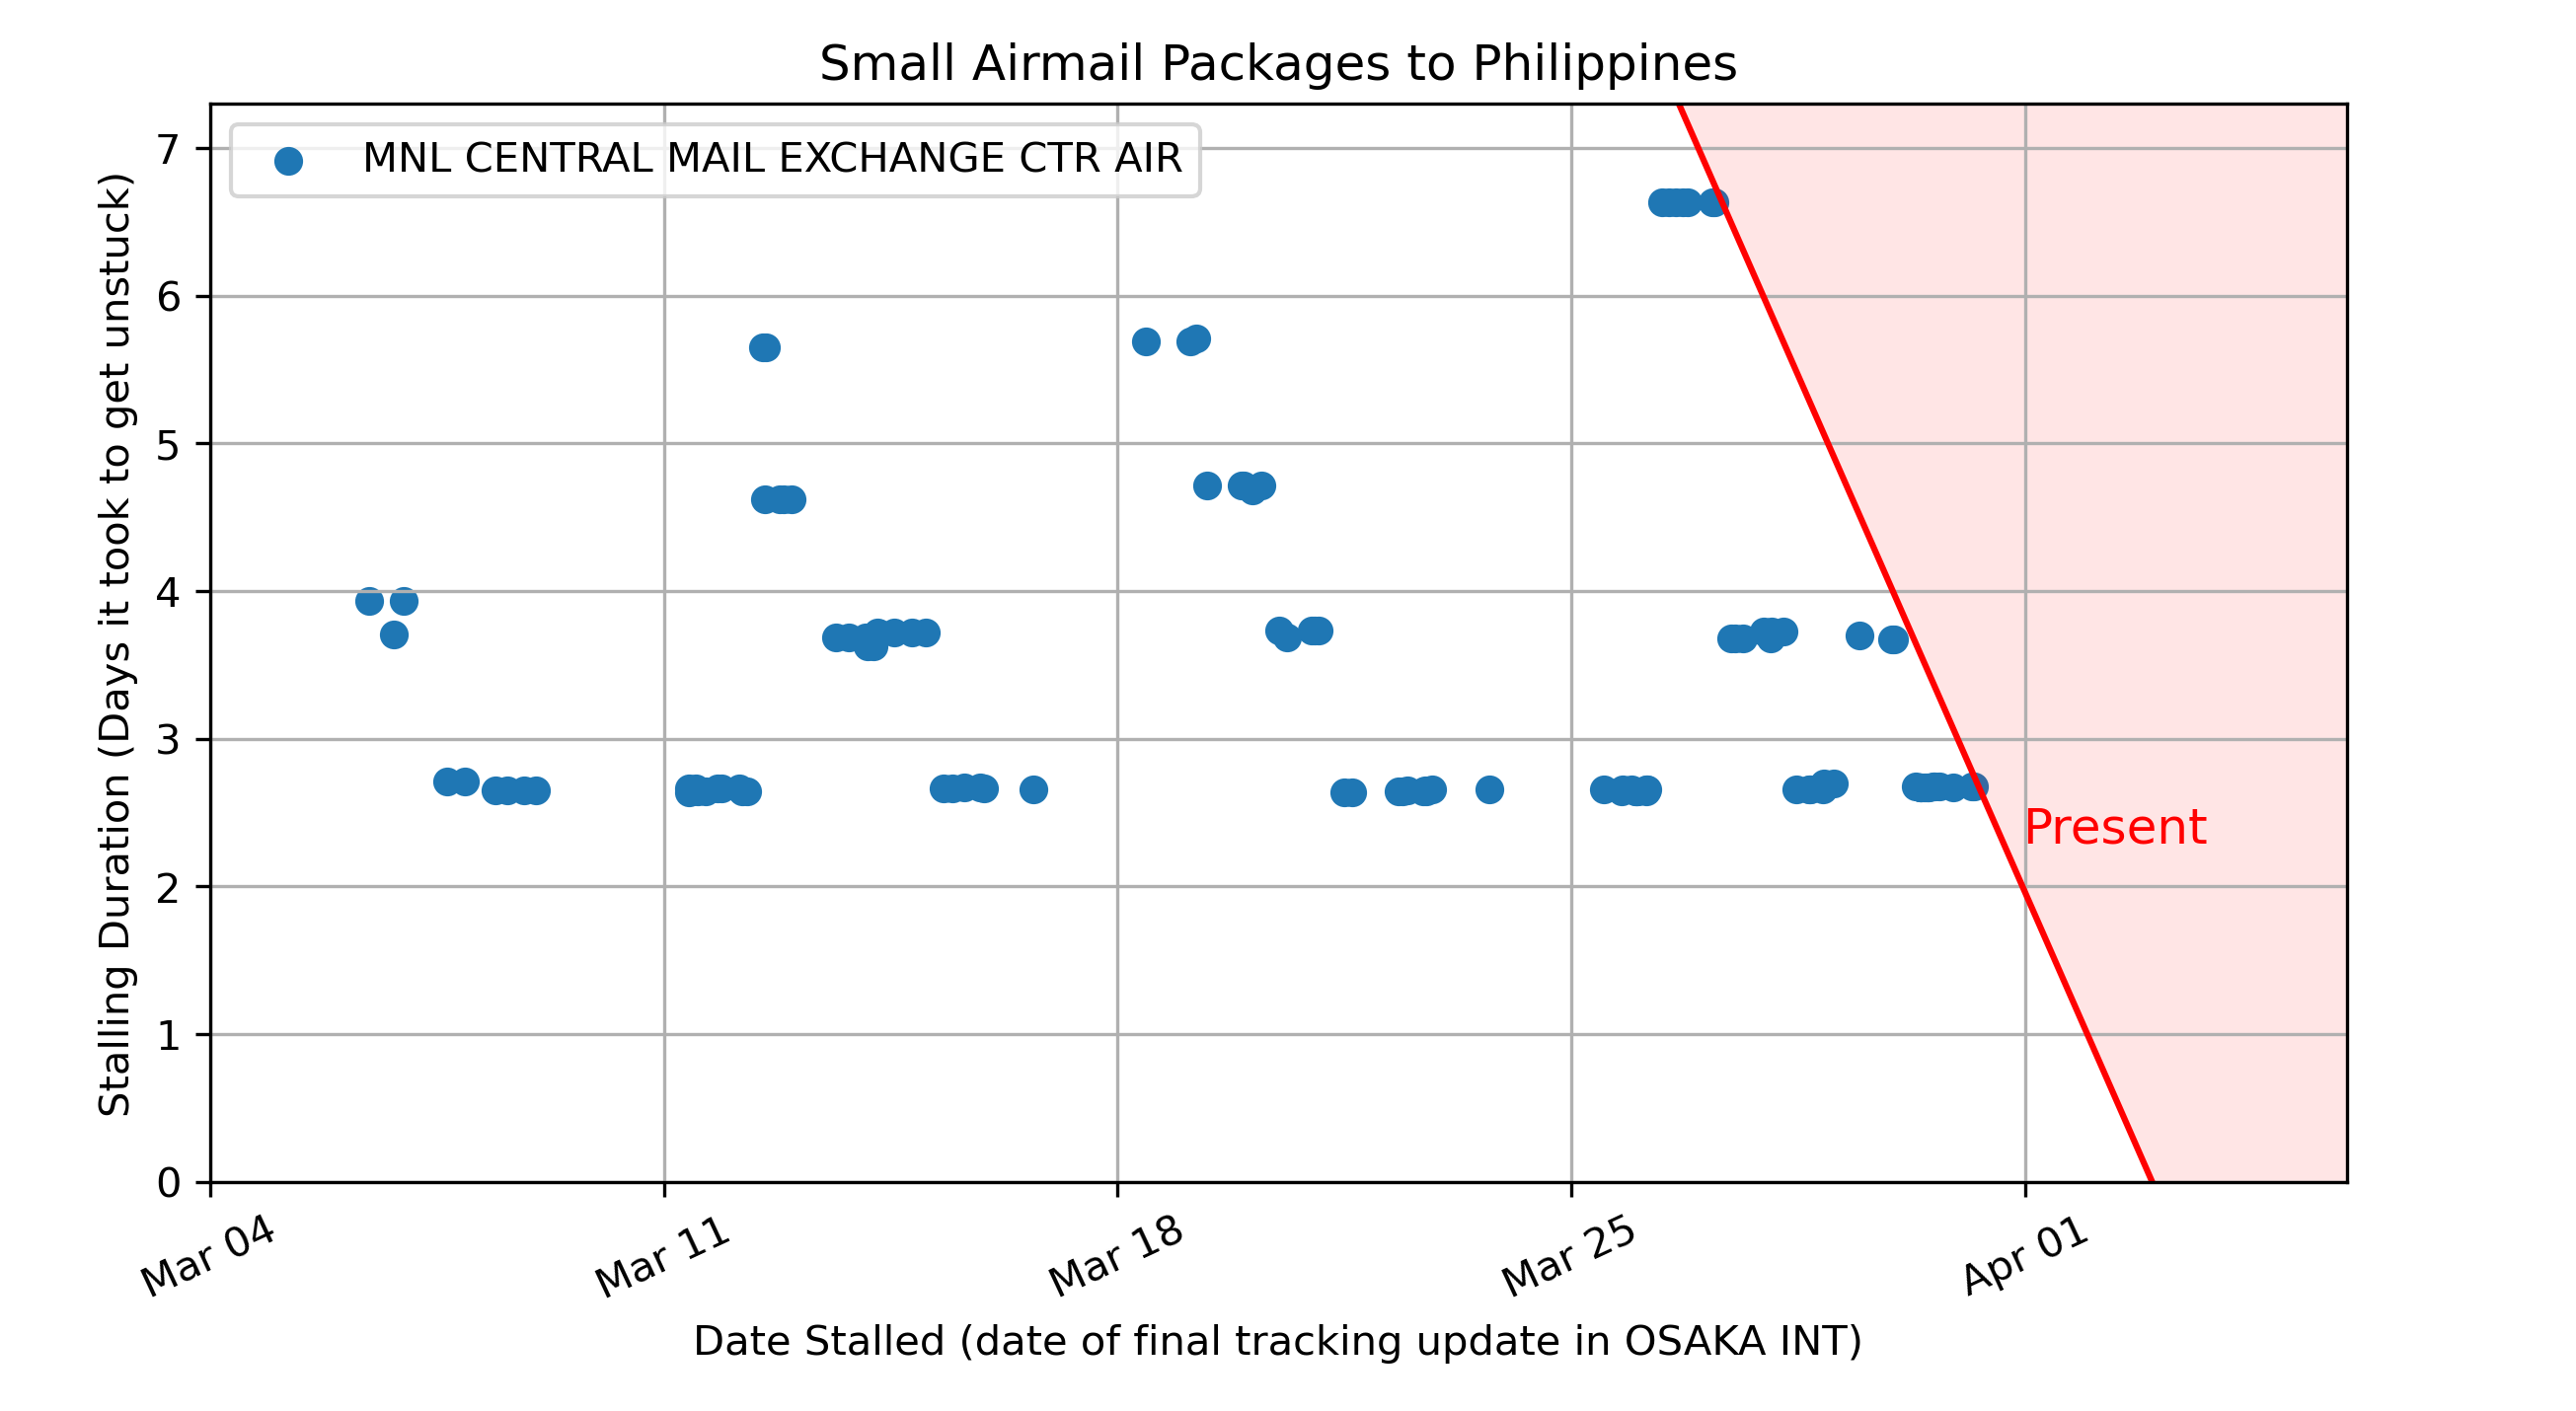 Small Airmail Packages to Philippines
MNL CENTRAL MAIL EXCHANGE CTR AIR
Stalling Duration (Days it took to get unstuck)
7
6
5
4
3
2
1
0
Present
Mar 04
Mar 11
Mar 18
Mar 25
Apr 01
Date Stalled (date of final tracking update in OSAKA INT)